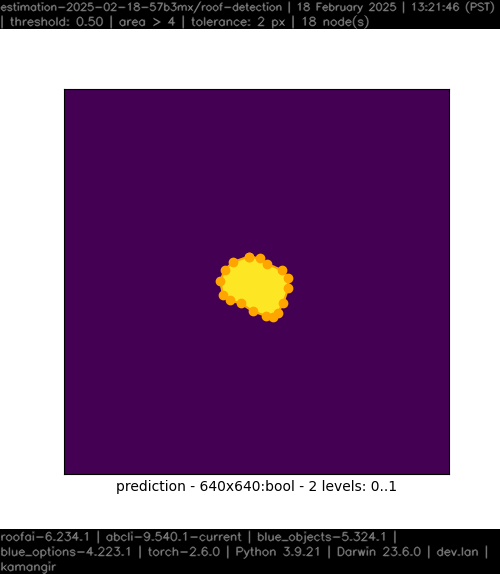 estimation-2025-02-18-57b3mx/roof-detection | 18 February 2025 | 13:21:46 (PST)
| threshold: 0.50 | area > 4 | tolerance: 2 px | 18 node(s)
prediction - 640x640:bool - 2 levels: 0..1
roofai-6.234.1 | abcli-9.540.1-current | blue_objects-5.324.1 |
blue_options-4.223.1 | torch-2.6.0 | Python 3.9.21 | Darwin 23.6.0 | dev.lan |
kamangir